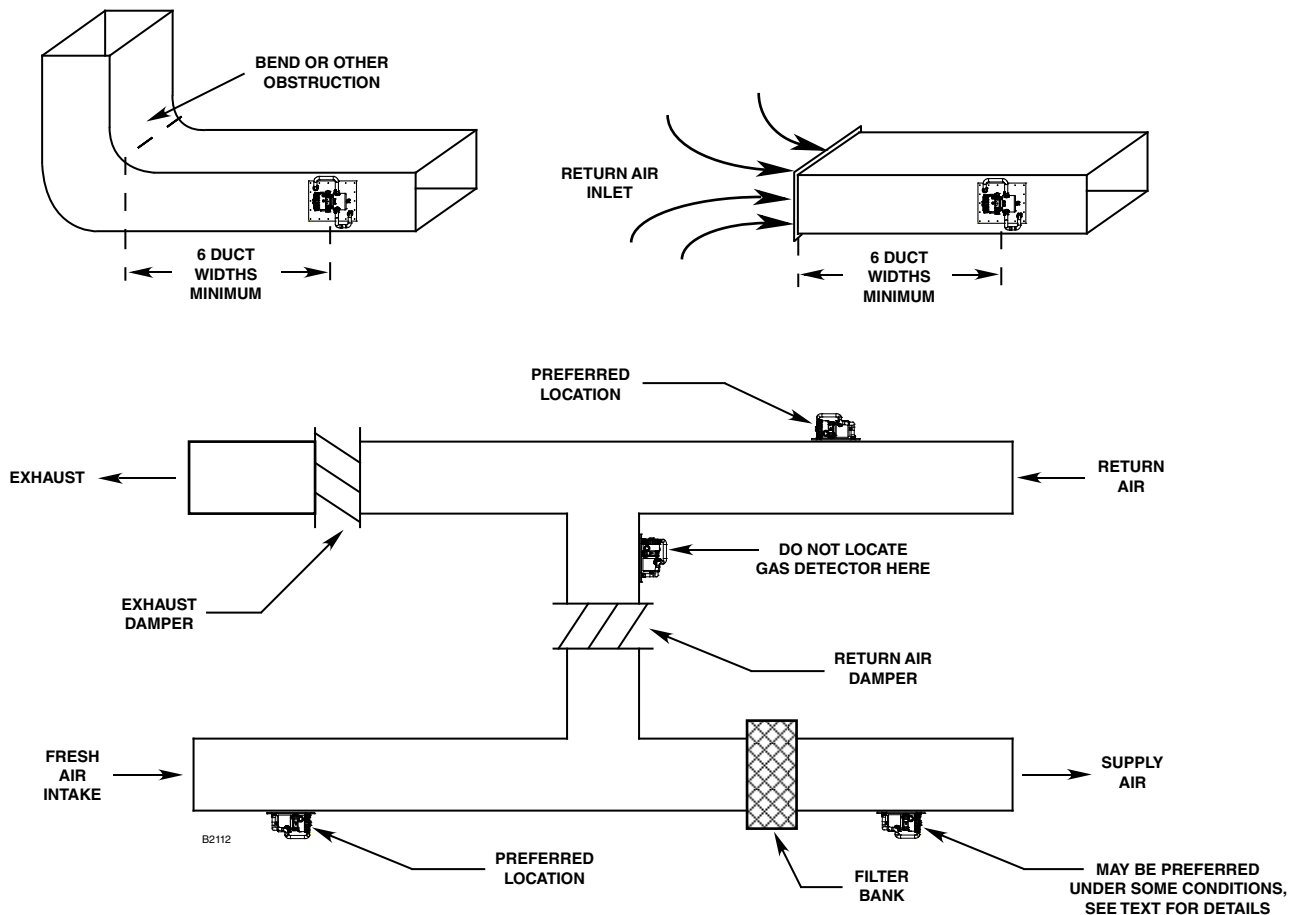 BEND OR OTHER
OBSTRUCTION
6 DUCT
WIDTHS
MINIMUM
RETURN AIR
INLET
6 DUCT
WIDTHS
MINIMUM
PREFERRED
LOCATION
EXHAUST
RETURN
AIR
DO NOT LOCATE
GAS DETECTOR HERE
EXHAUST
DAMPER
RETURN AIR
DAMPER
FRESH
AIR
INTAKE
SUPPLY
AIR
B2112
PREFERRED
LOCATION
FILTER
BANK
MAY BE PREFERRED
UNDER SOME CONDITIONS,
SEE TEXT FOR DETAILS